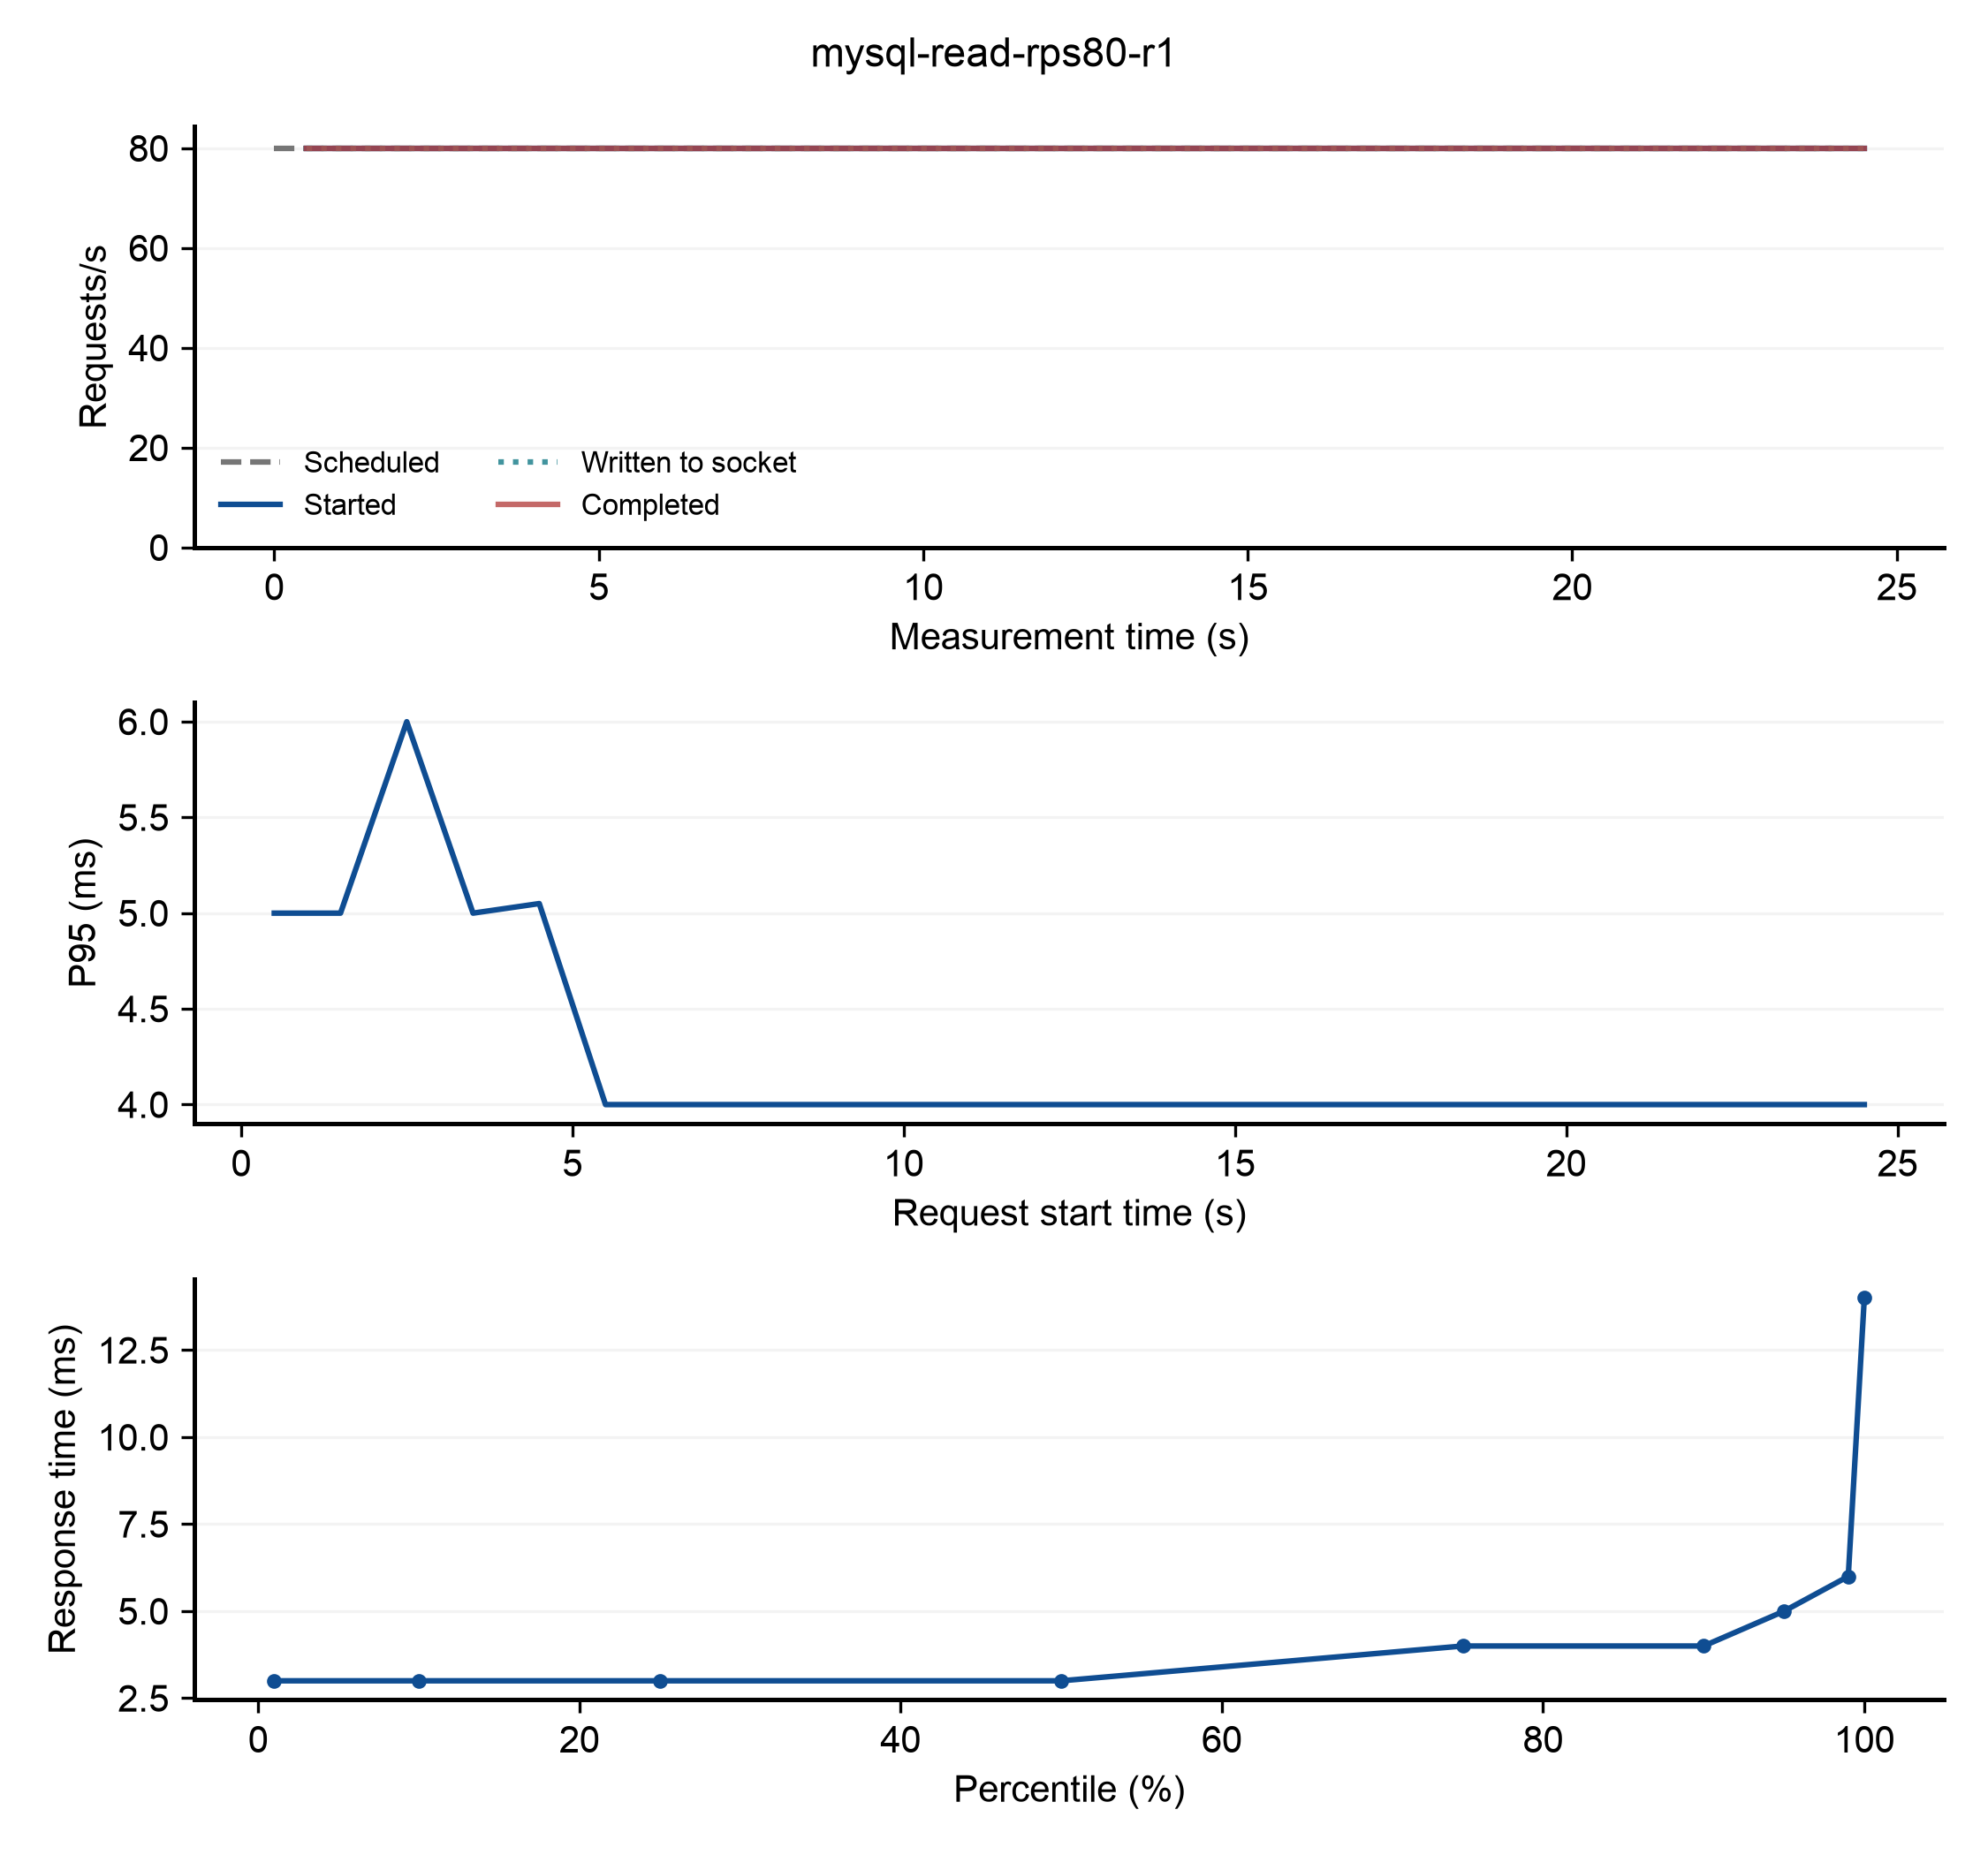 mysql-read-rps80-r1
Requests/s
80
60
40
20
0
Scheduled
Started
Written to socket
Completed
0 5 10 15 20 25
Measurement time (s)
P95 (ms)
6.0
5.5
5.0
4.5
4.0
0 5 10 15 20 25
Request start time (s)
Response time (ms)
12.5
10.0
7.5
5.0
2.5
0 20 40 60 80 100
Percentile (%)